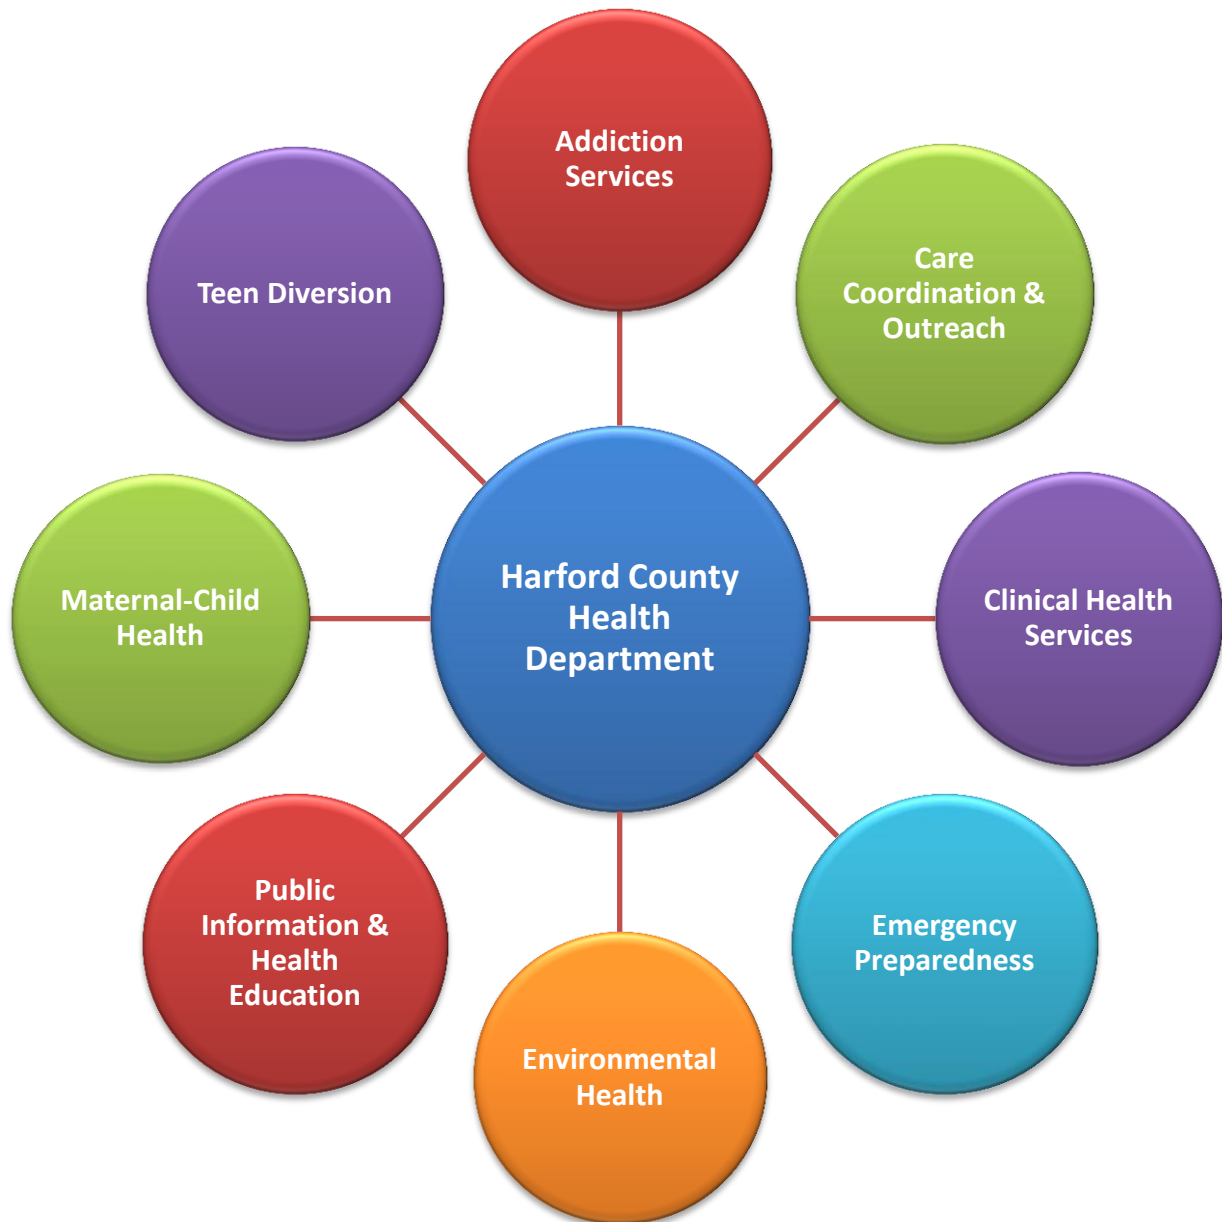 Addiction
Services
Care
Coordination &
Outreach
Clinical Health
Services
Emergency
Preparedness
Environmental
Health
Public
Information &
Health
Education
Maternal-Child
Health
Teen Diversion
Harford County
Health
Department